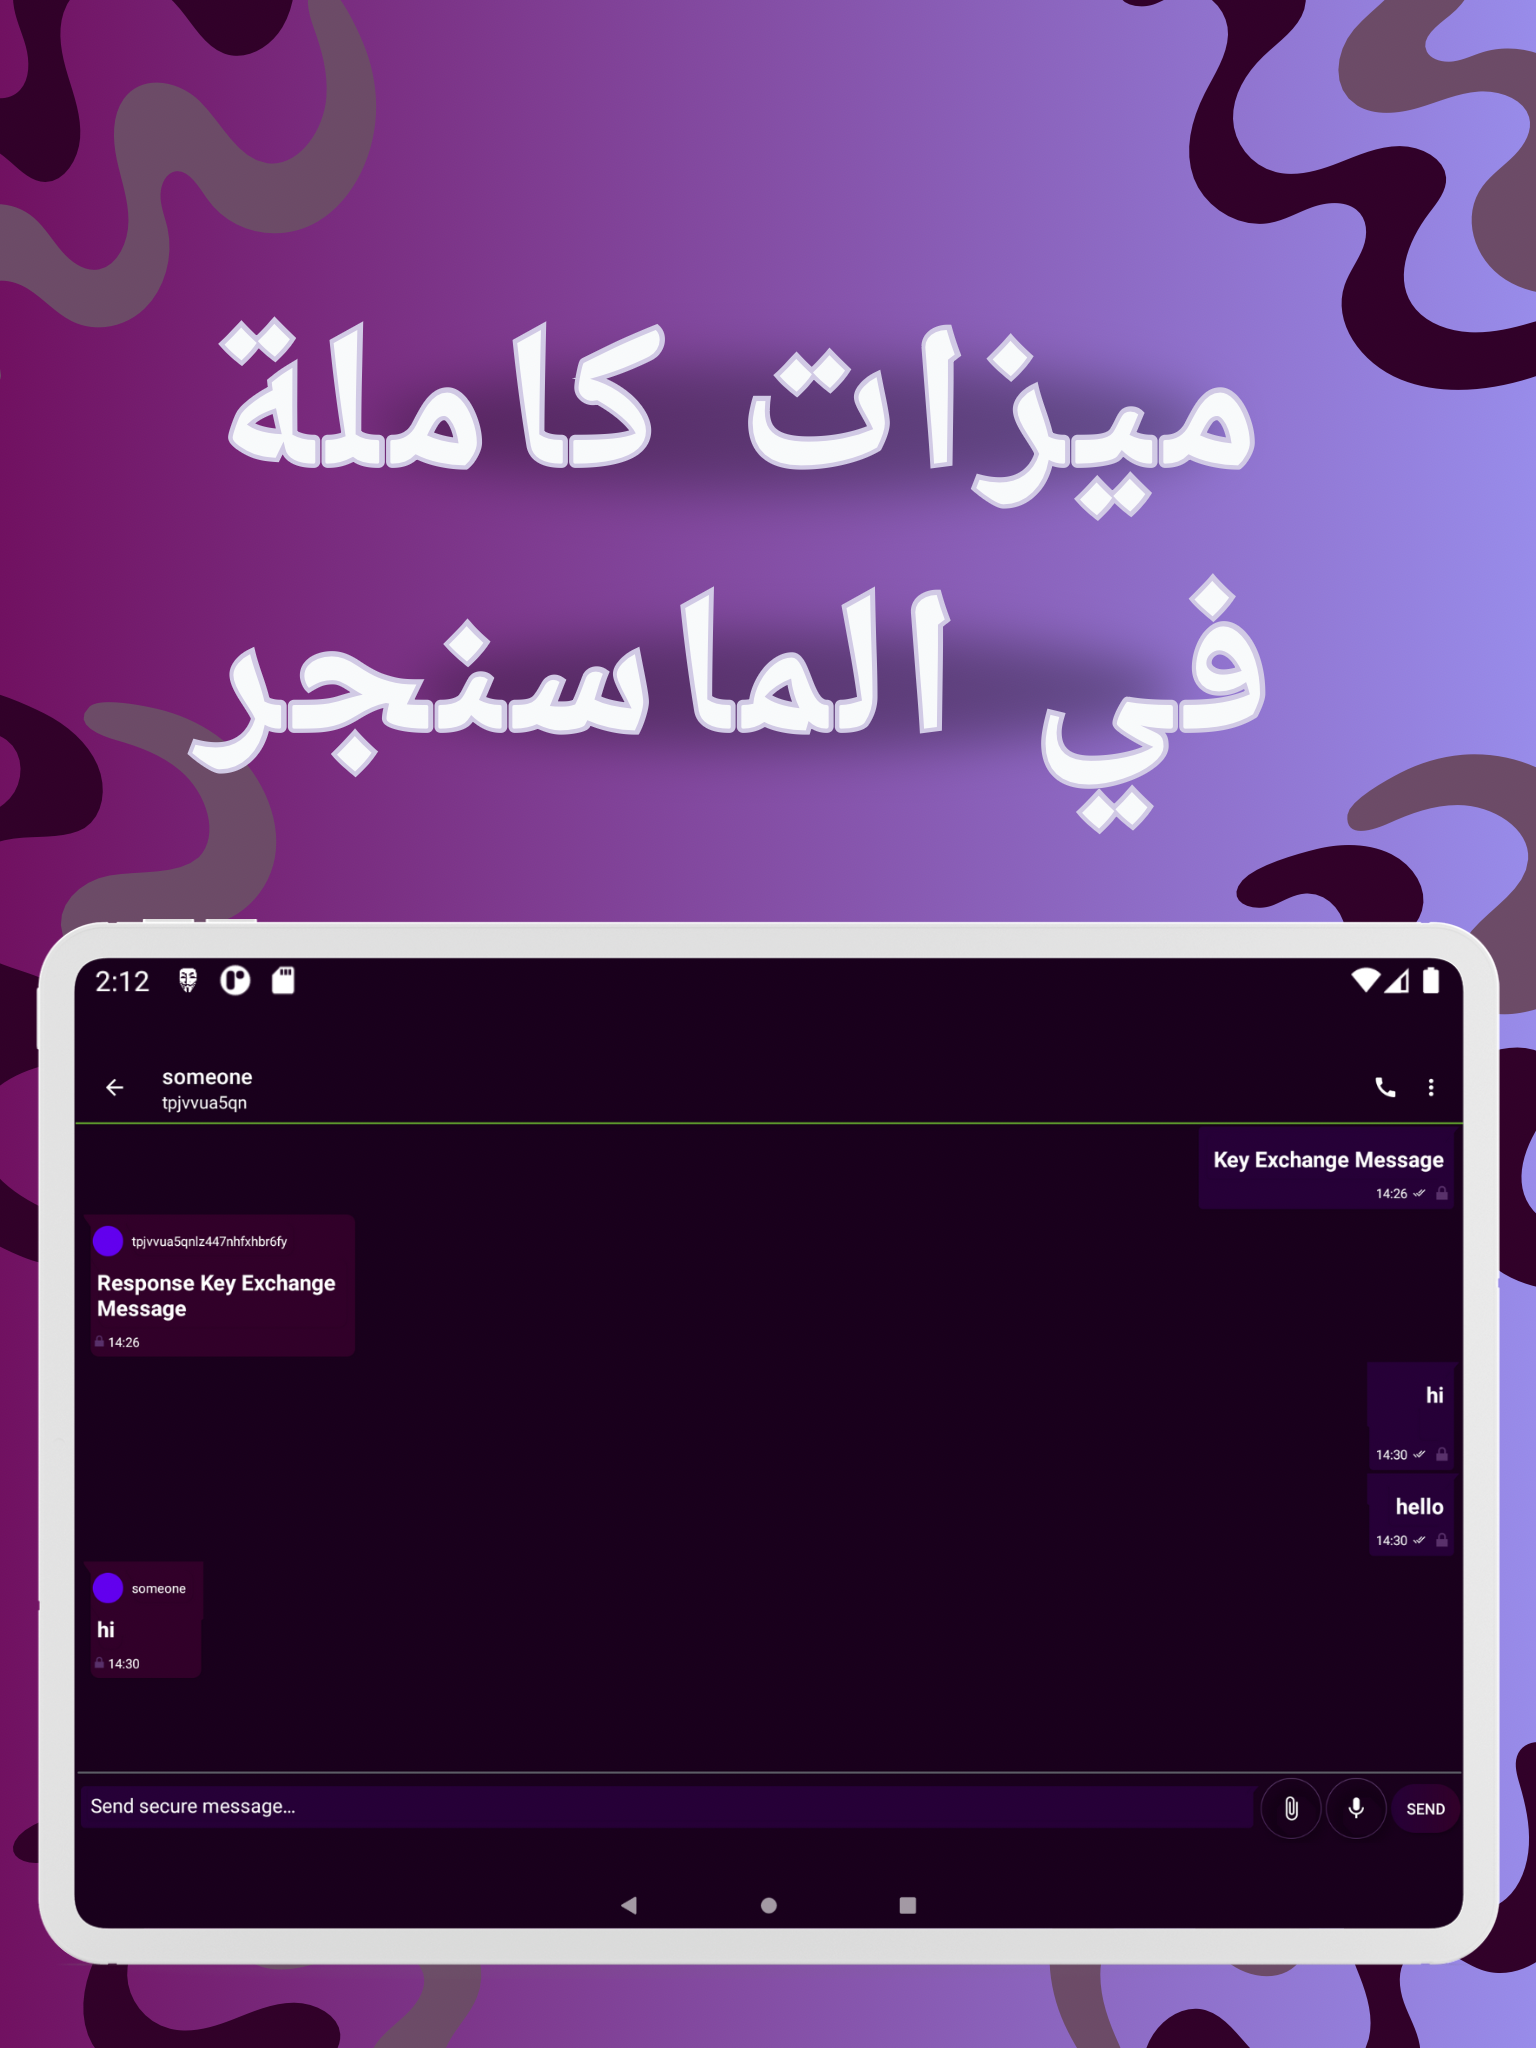 ميزات كاملة
في الماسنجر
2:12
someone
tpjvvua5qn
Key Exchange Message
14:26
tpjvvua5qnlz447nhfxhbr6fy
Response Key Exchange
Message
14:26
hi
14:30
hello
14:30
someone
hi
14:30
Send secure message...
SEND